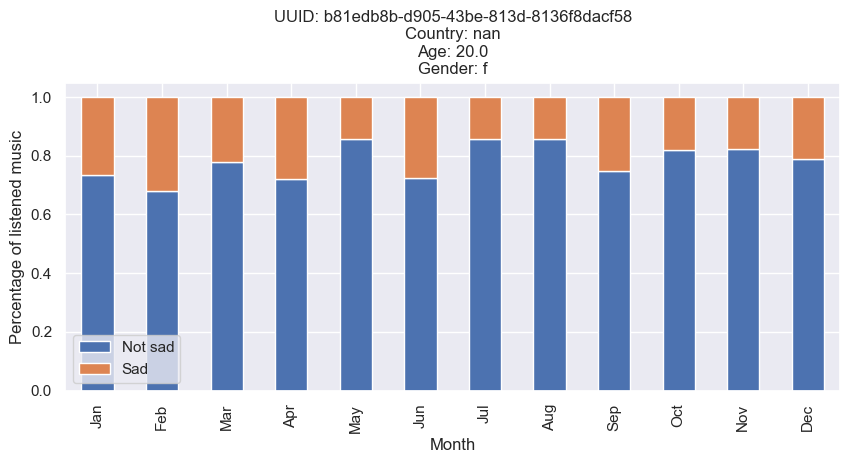 UUID: b81edb8b-d905-43be-813d-8136f8dacf58
Country: nan
Age: 20.0
Gender: f
Percentage of listened music
1.0
0.8
0.6
0.4
0.2
0.0
Not sad
Sad
Jan Feb Mar Apr May Jun Jul Aug Sep Oct Nov Dec
Month